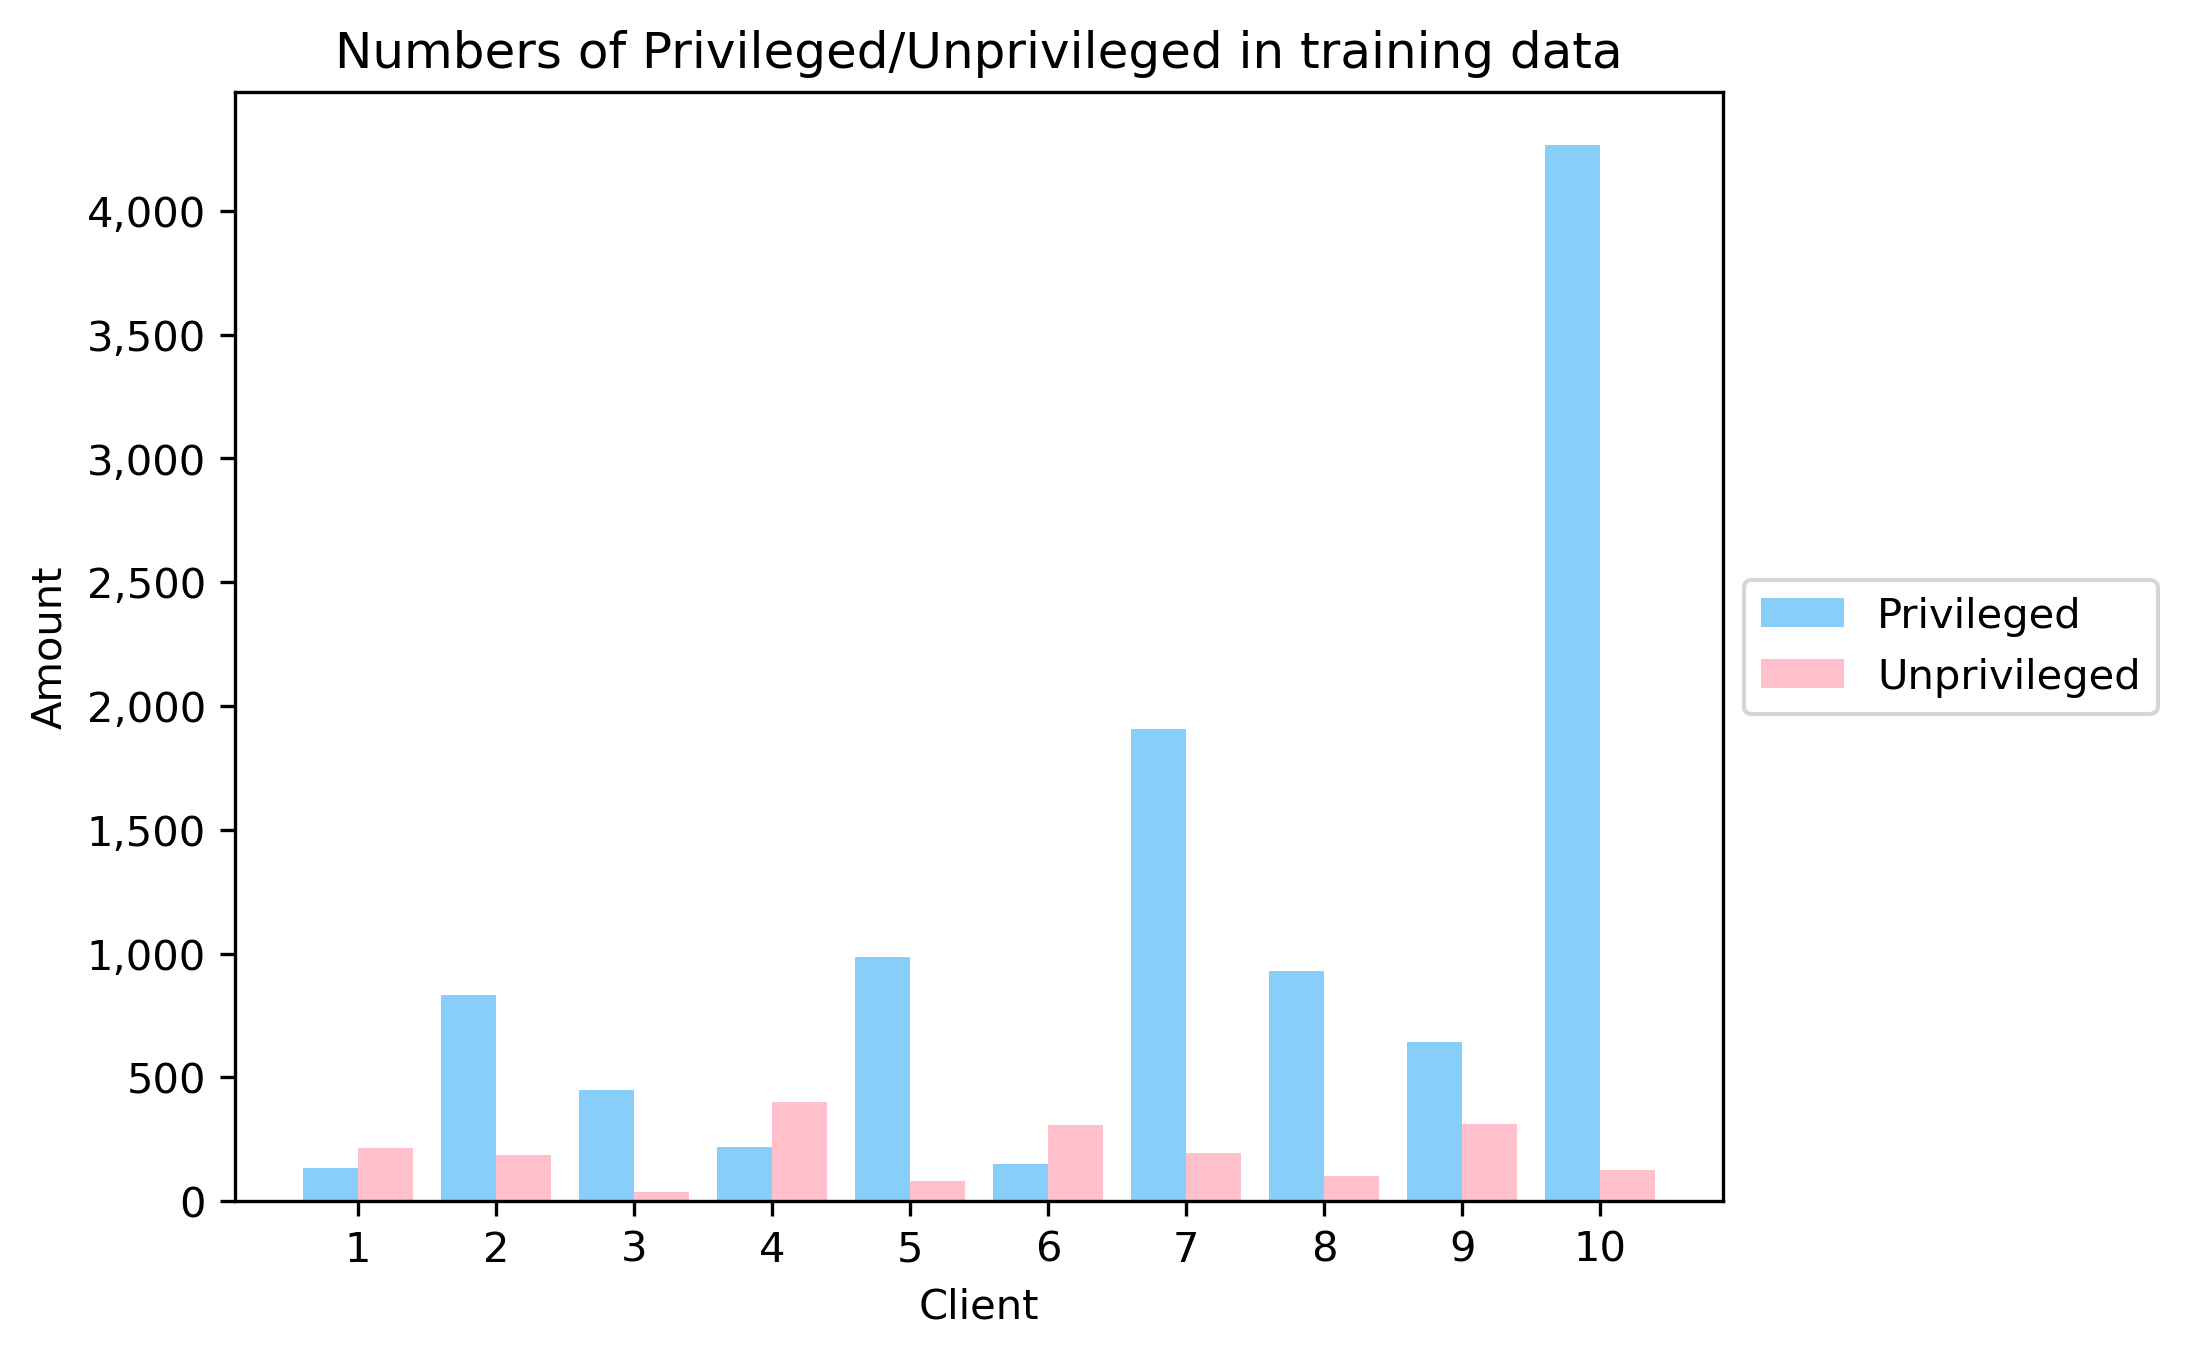 Numbers of Privileged/Unprivileged in training data
4,000
3,500
3,000
2,500
2,000
1,500
1,000
500
0
Amount
1 2 3 4 5 6 7 8 9 10
Client
Privileged
Unprivileged